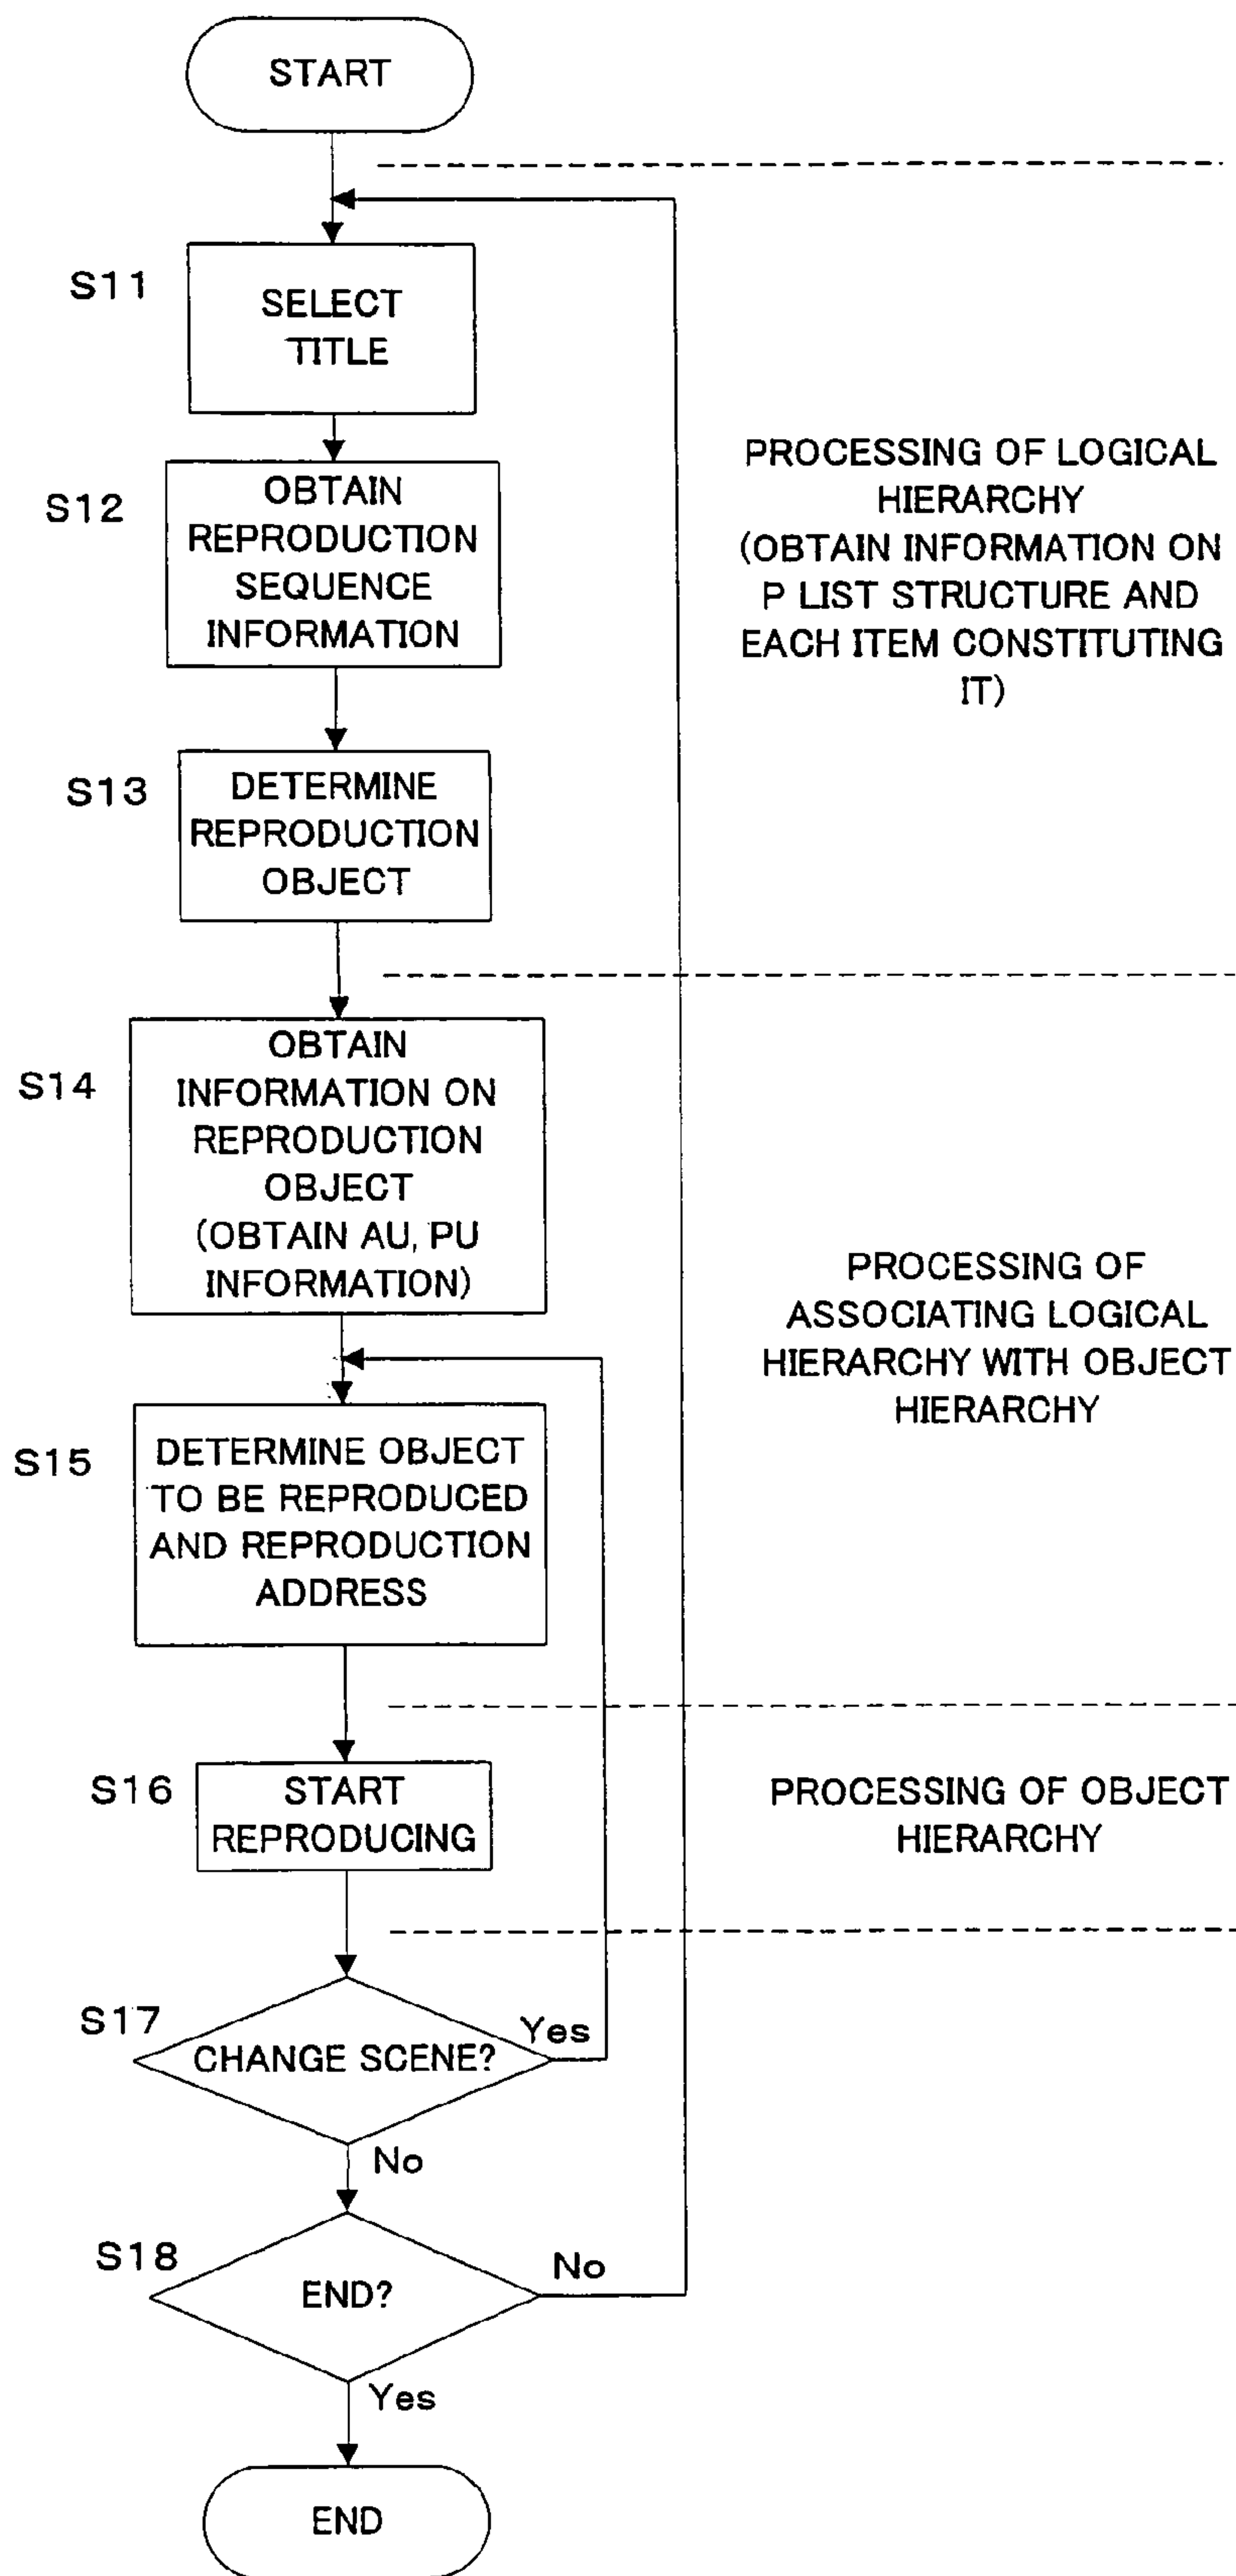 START
S11
SELECT
TITLE
S12
OBTAIN
REPRODUCTION
SEQUENCE
INFORMATION
PROCESSING OF LOGICAL
HIERARCHY
(OBTAIN INFORMATION ON
P LIST STRUCTURE AND
EACH ITEM CONSTITUTING
IT)
S13
DETERMINE
REPRODUCTION
OBJECT
S14
OBTAIN
INFORMATION ON
REPRODUCTION
OBJECT
(OBTAIN AU, PU
INFORMATION)
PROCESSING OF
ASSOCIATING LOGICAL
HIERARCHY WITH OBJECT
HIERARCHY
S15
DETERMINE OBJECT
TO BE REPRODUCED
AND REPRODUCTION
ADDRESS
S16
START
REPRODUCING
PROCESSING OF OBJECT
HIERARCHY
S17
CHANGE SCENE?
Yes
No
S18
END?
No
Yes
END